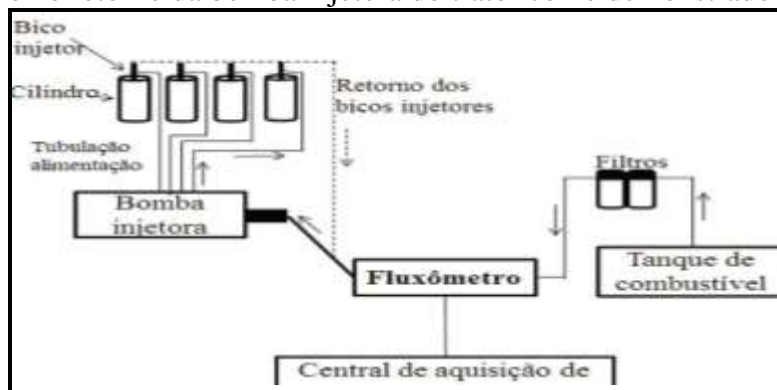 Bico
injetor
Cilíndro
Retorno dos
bicos injetores
Tubulação
alimentação
Filtros
Bomba
injetora
Fluxômetro
Tanque de
combustível
Central de aquisição de